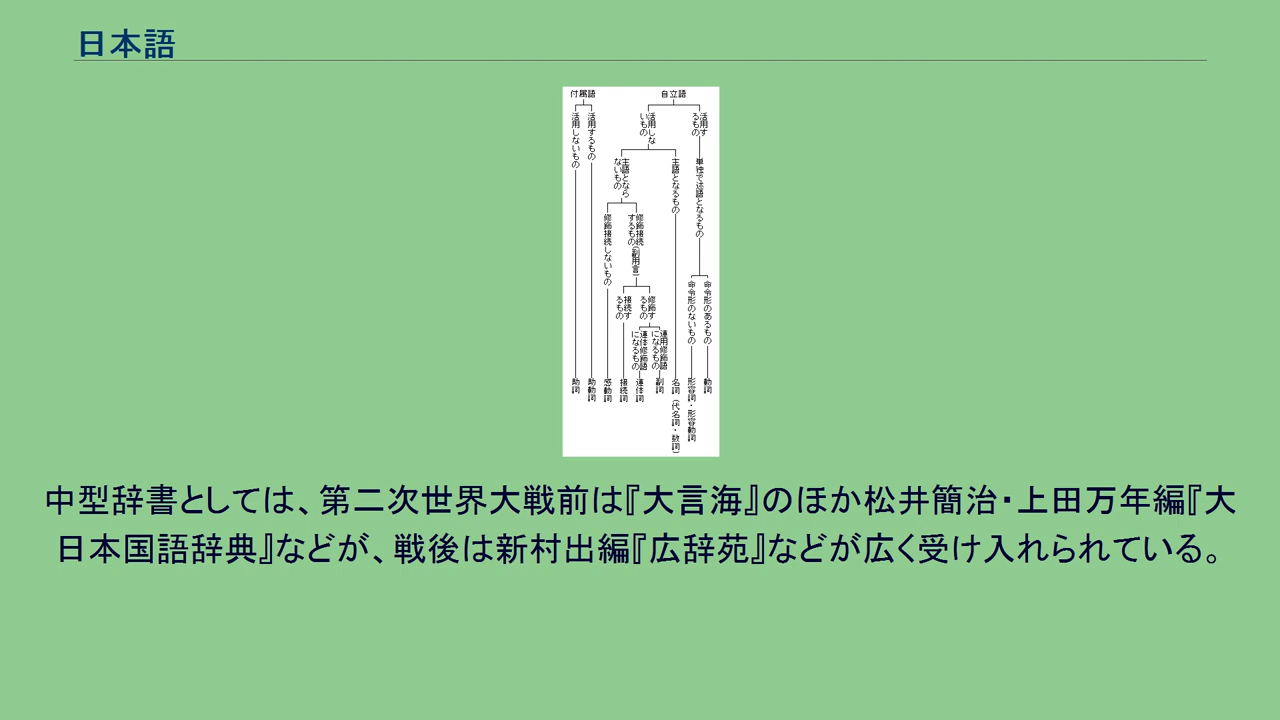 日本語
自立語
付属語
活用す
るもの
活用しな
いもの
活用するもの
活用しないもの
単独で述語となるもの
主語となるもの
主語となら
ないもの
修飾接続
するもの(副用言)
修飾接続しないもの
命令形のあるもの
命令形のないもの
修飾す
るもの
接続す
るもの
連用修飾語
になるもの
連体修飾語
になるもの
動詞
形容詞・形容動詞
名詞(代名詞・数詞)
副詞
連体詞
接続詞
感動詞
助動詞
助詞
中型辞書としては、第二次世界大戦前は『大言海』のほか松井簡治・上田万年編『大
日本国語辞典』などが、戦後は新村出編『広辞苑』などが広く受け入れられている。